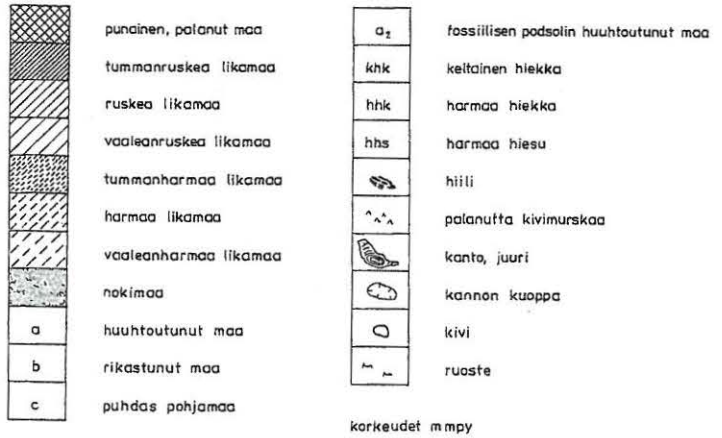 punainen, palanut maa
tummanruskea likamaa
ruskea likamaa
vaaleanruskea likamaa
tummanharmaa likamaa
harmaa likamaa
vaaleanharmaa likamaa
nokimaa
a huuhtoutunut maa
b rikastunut maa
c puhdas pohjamaa
a₂ fossiilisen podsolin huuhtoutunut maa
khk keltainen hiekka
hhk harmaa hiekka
hhs harmaa hiesu
hiili
palanutta kivimurskaa
kanto, juuri
kannon kuoppa
kivi
ruoste
korkeudet m mpy